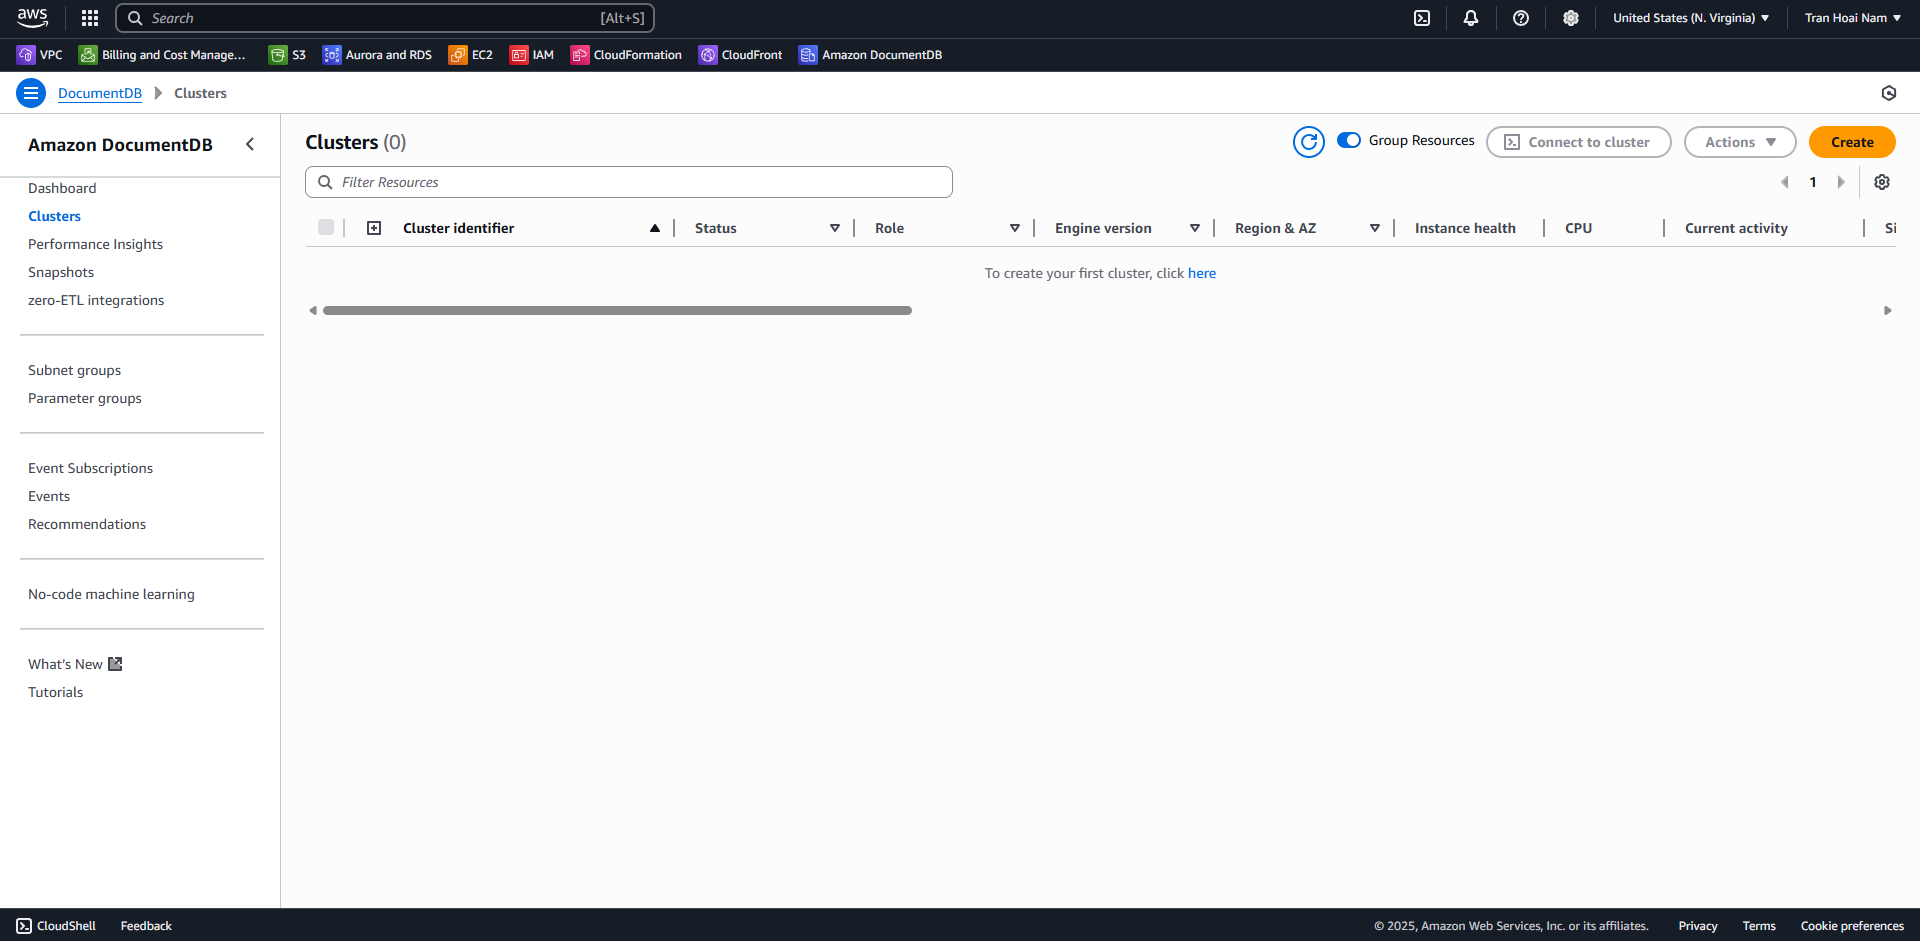 aws
Search [Alt+S]
United States (N. Virginia)
Tran Hoai Nam
VPC
Billing and Cost Manage...
S3
Aurora and RDS
EC2
IAM
CloudFormation
CloudFront
Amazon DocumentDB
DocumentDB
Clusters
Amazon DocumentDB
Dashboard
Clusters
Performance Insights
Snapshots
zero-ETL integrations
Subnet groups
Parameter groups
Event Subscriptions
Events
Recommendations
No-code machine learning
What's New
Tutorials
Clusters (0)
Group Resources
Connect to cluster
Actions
Create
Filter Resources
1
Cluster identifier
Status
Role
Engine version
Region & AZ
Instance health
CPU
Current activity
Si
To create your first cluster, click here
CloudShell
Feedback
© 2025, Amazon Web Services, Inc. or its affiliates.
Privacy
Terms
Cookie preferences